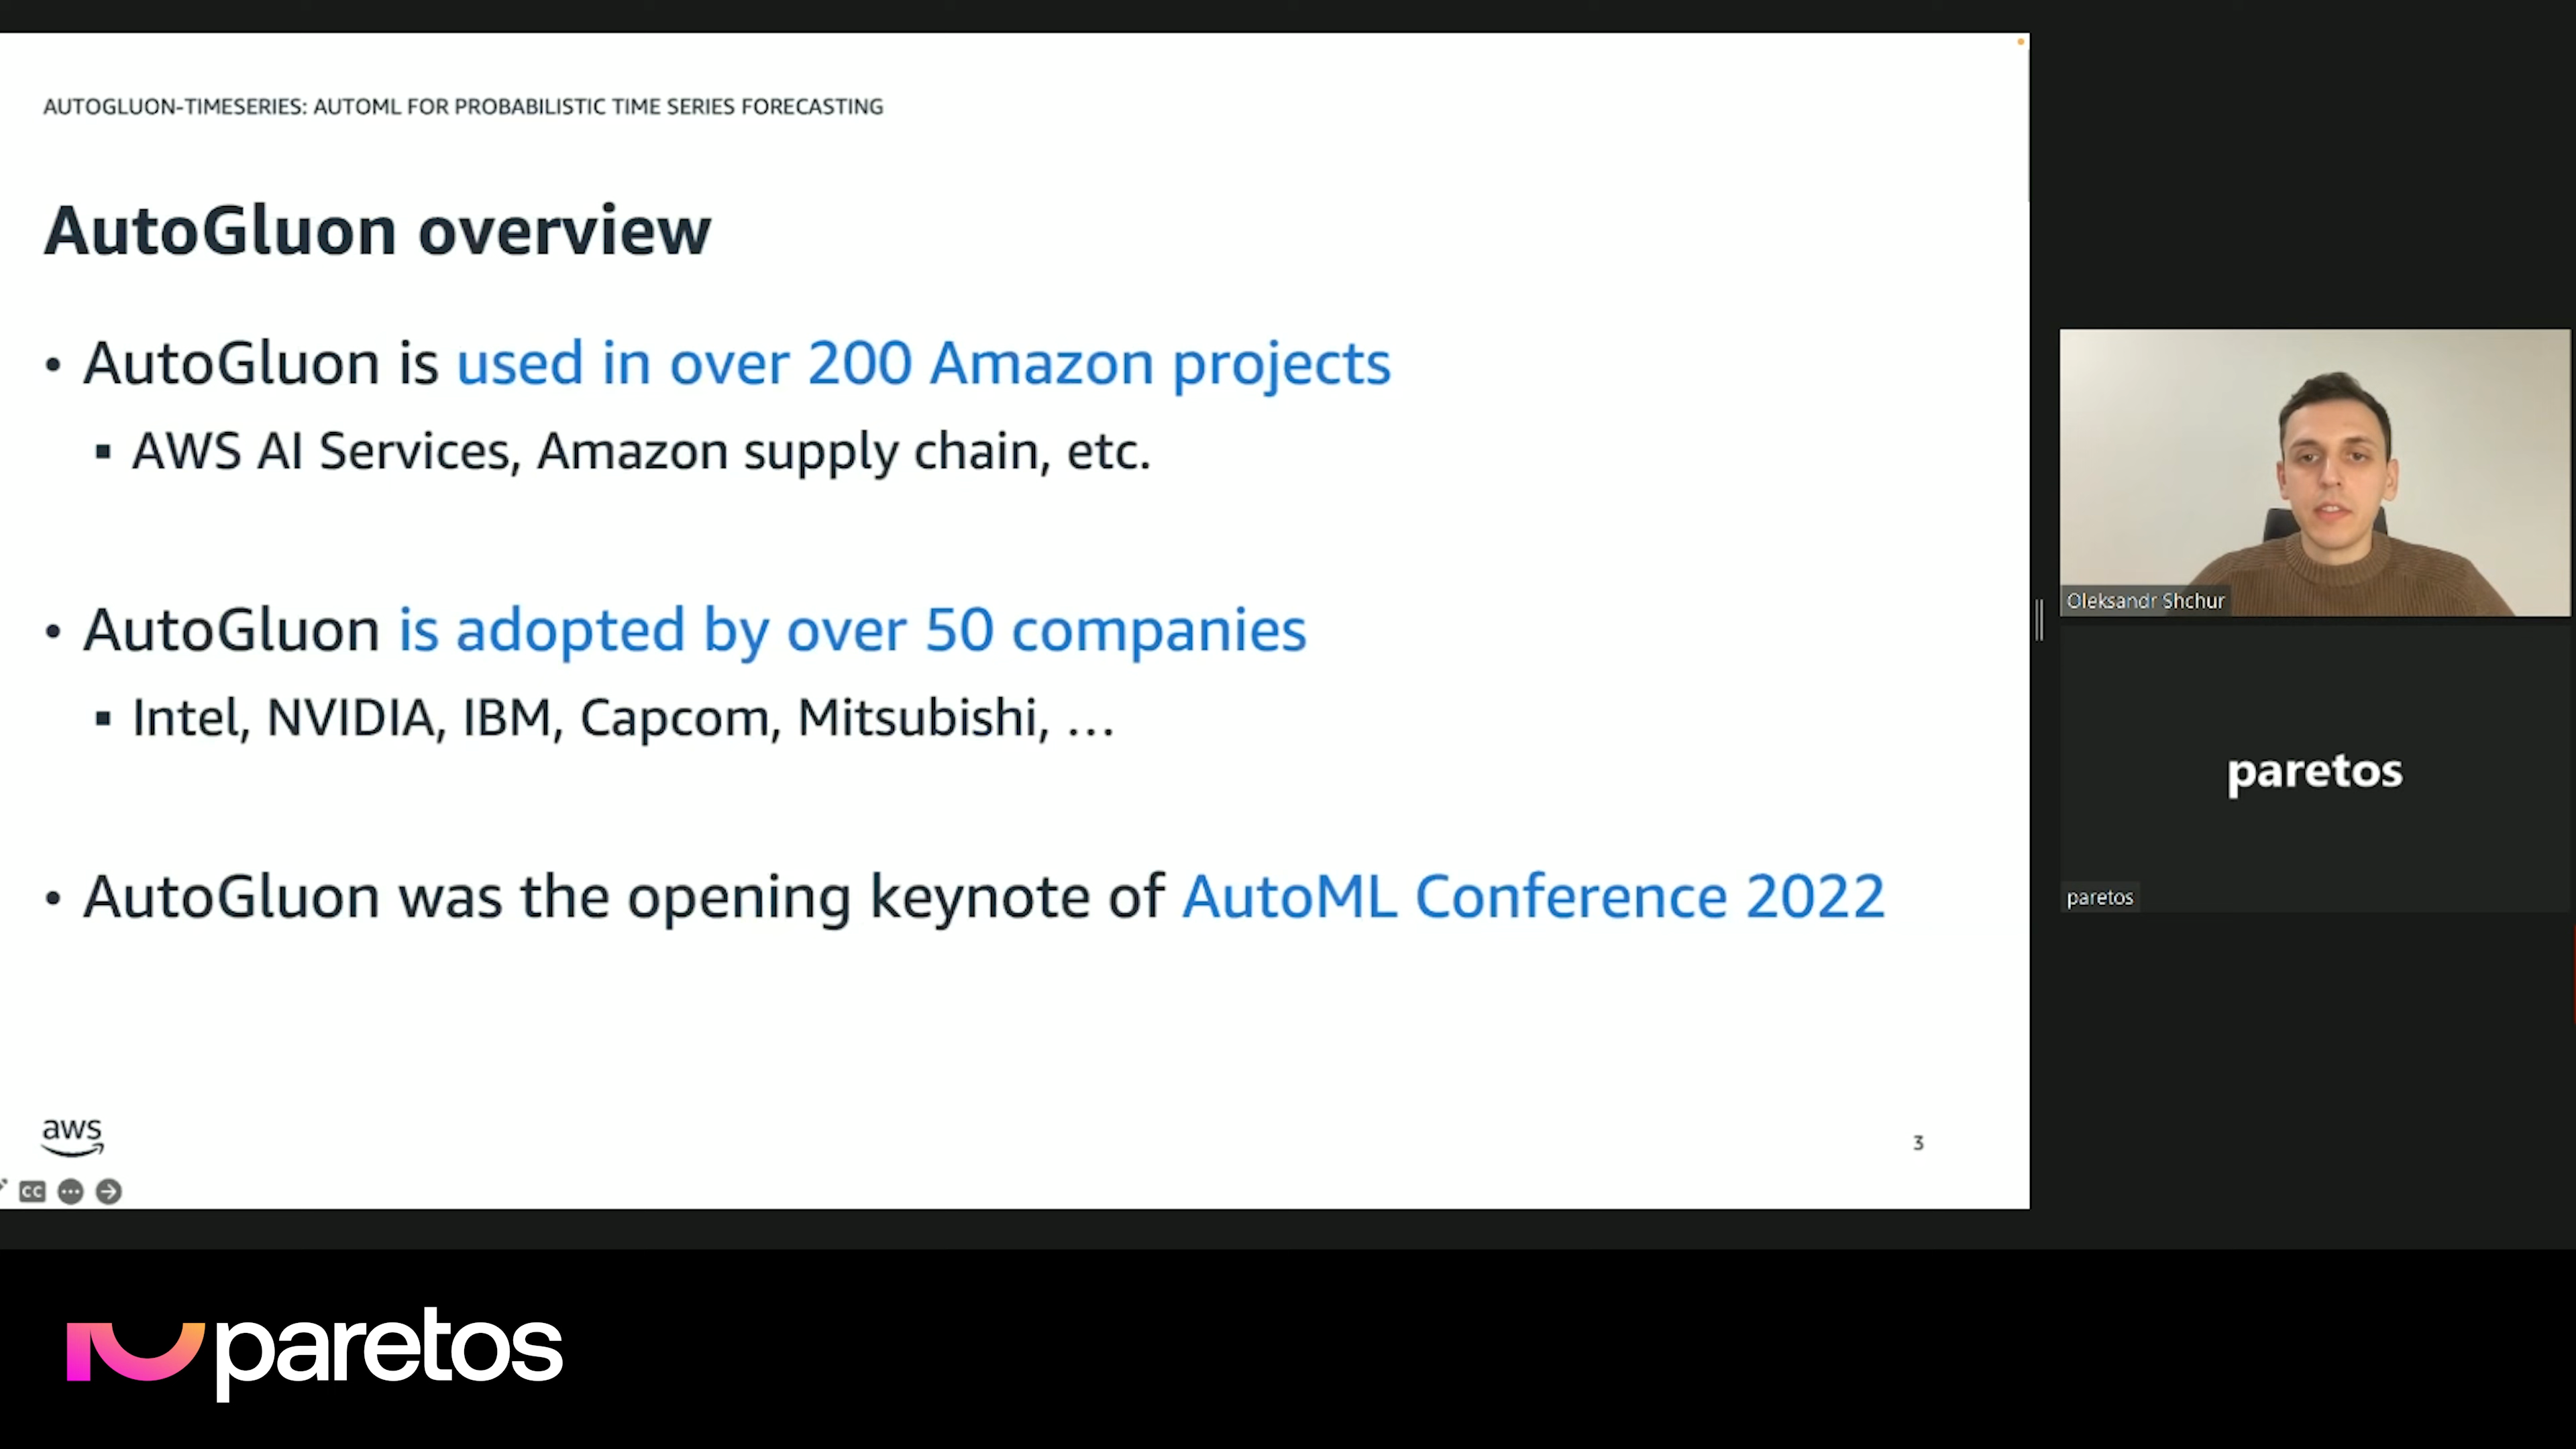 AUTOGLUON-TIMESERIES: AUTOML FOR PROBABILISTIC TIME SERIES FORECASTING
AutoGluon overview
• AutoGluon is used in over 200 Amazon projects
▪ AWS AI Services, Amazon supply chain, etc.
• AutoGluon is adopted by over 50 companies
▪ Intel, NVIDIA, IBM, Capcom, Mitsubishi, ...
• AutoGluon was the opening keynote of AutoML Conference 2022
aws
3
CC
Oleksandr Shchur
paretos
paretos
paretos